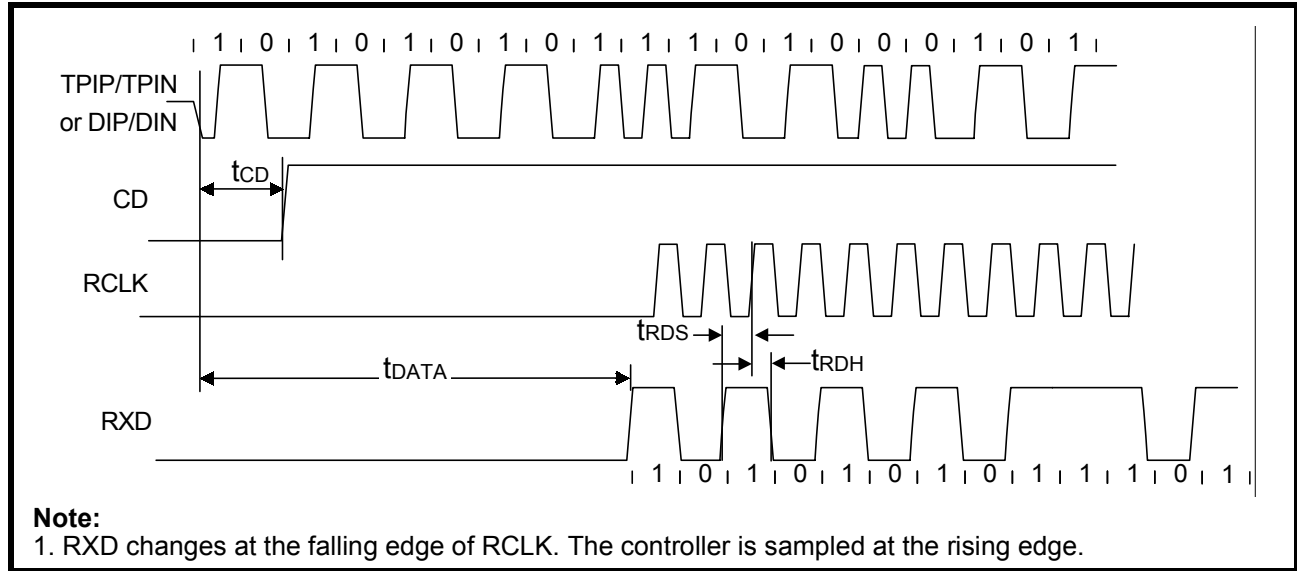 1 0 1 0 1 0 1 0 1 1 1 0 1 0 0 0 1 0 1
TPIP/TPIN
or DIP/DIN
tCD
CD
RCLK
tRDS
tRDH
tDATA
RXD
1 0 1 0 1 0 1 0 1 1 1 0 1
Note:
1. RXD changes at the falling edge of RCLK. The controller is sampled at the rising edge.